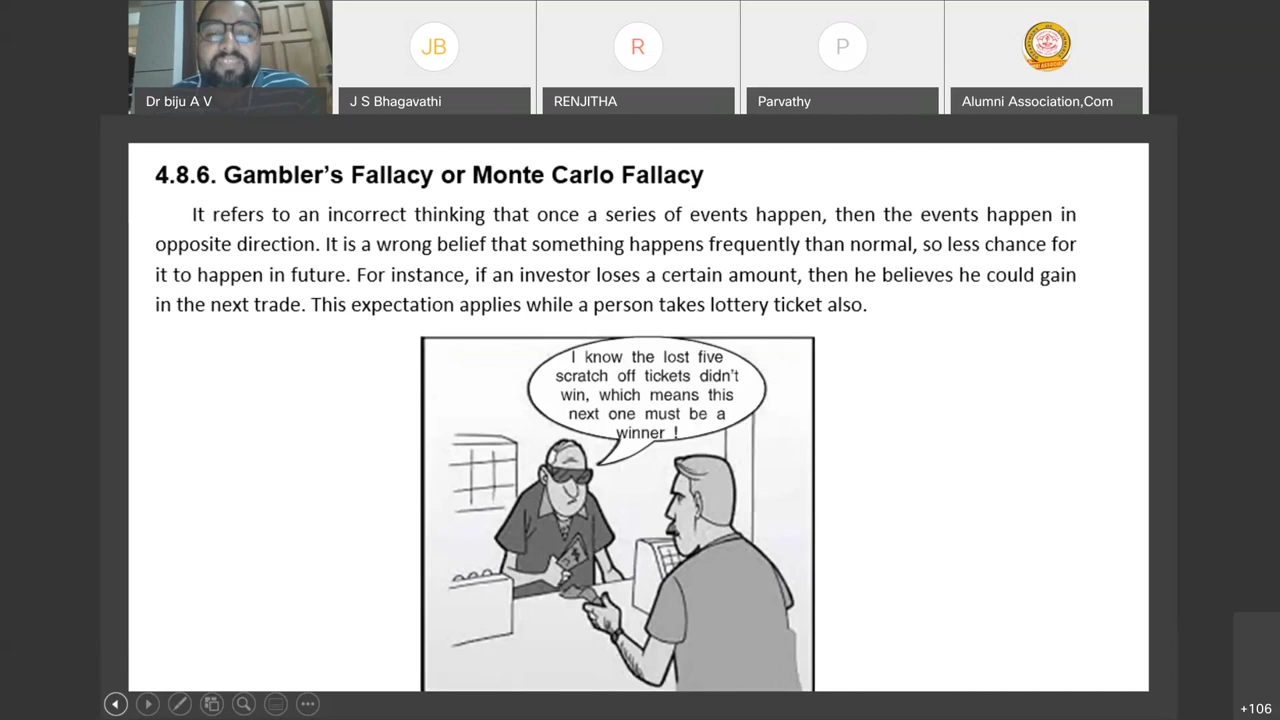 JB
R
P
Dr biju A V
J S Bhagavathi
RENJITHA
Parvathy
Alumni Association,Com
4.8.6. Gambler's Fallacy or Monte Carlo Fallacy
It refers to an incorrect thinking that once a series of events happen, then the events happen in
opposite direction. It is a wrong belief that something happens frequently than normal, so less chance for
it to happen in future. For instance, if an investor loses a certain amount, then he believes he could gain
in the next trade. This expectation applies while a person takes lottery ticket also.
I know the lost five
scratch off tickets didn't
win, which means this
next one must be a
winner !
+106